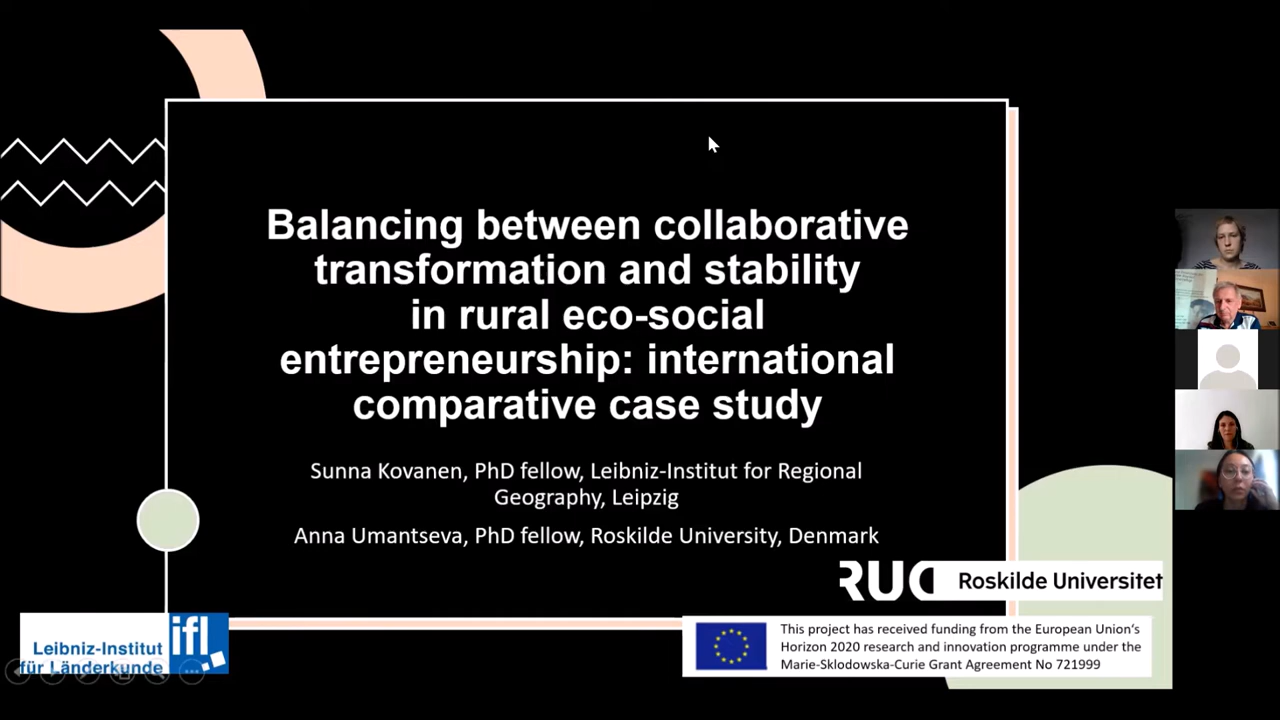 Balancing between collaborative
transformation and stability
in rural eco-social
entrepreneurship: international
comparative case study
Sunna Kovanen, PhD fellow, Leibniz-Institut for Regional
Geography, Leipzig
Anna Umantseva, PhD fellow, Roskilde University, Denmark
RUC Roskilde Universitet
Leibniz-Institut
für Länderkunde
ifl
This project has received funding from the European Union's
Horizon 2020 research and innovation programme under the
Marie-Sklodowska-Curie Grant Agreement No 721999